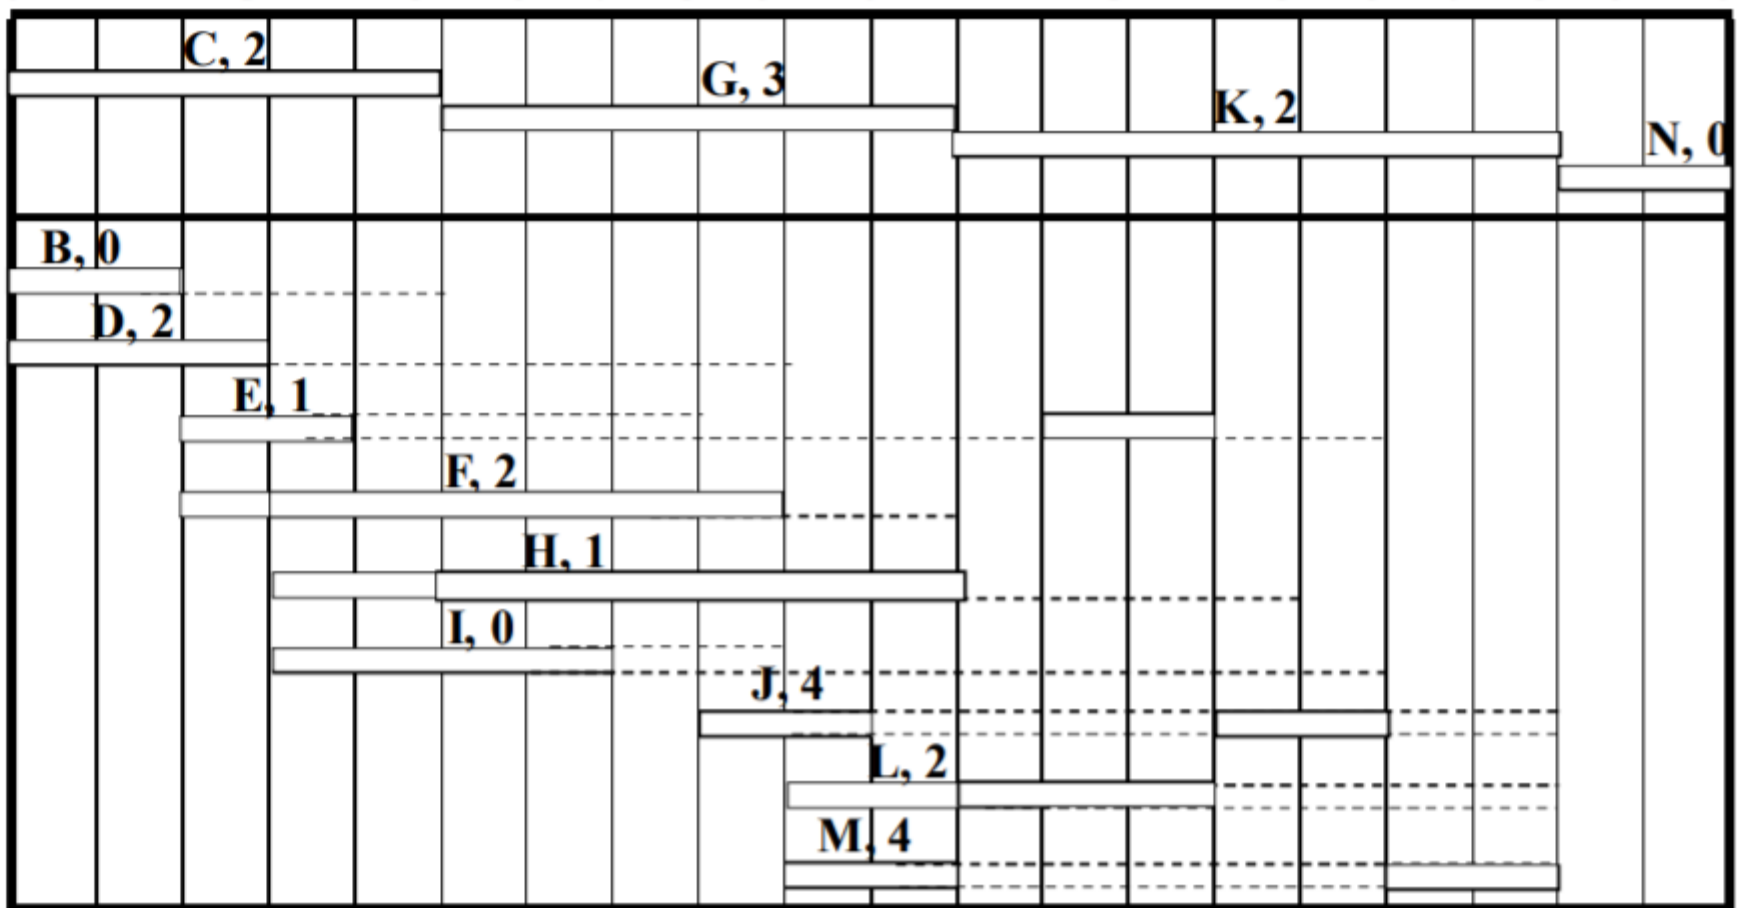 C, 2
G, 3
K, 2
N, 0
B, 0
D, 2
E, 1
F, 2
H, 1
I, 0
J, 4
L, 2
M, 4